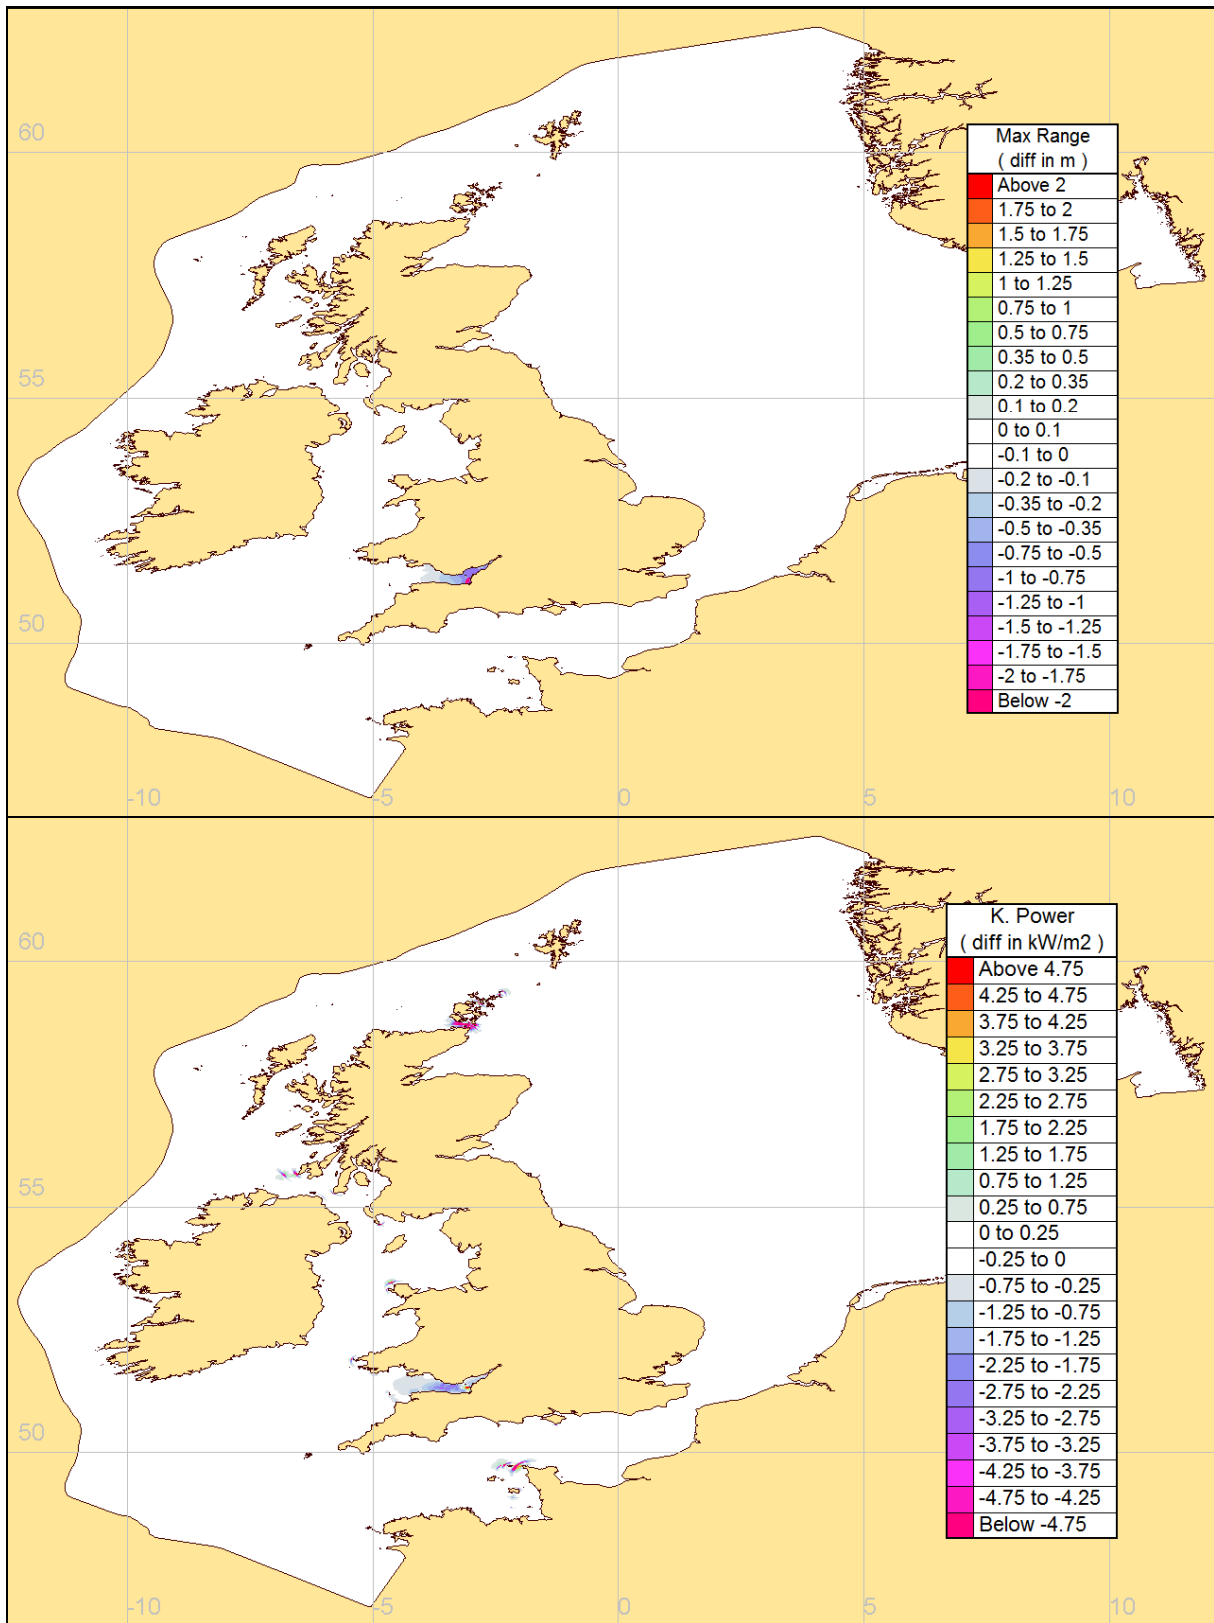 60
55
50
-10
-5
0
5
10
Max Range
( diff in m )
Above 2
1.75 to 2
1.5 to 1.75
1.25 to 1.5
1 to 1.25
0.75 to 1
0.5 to 0.75
0.35 to 0.5
0.2 to 0.35
0.1 to 0.2
0 to 0.1
-0.1 to 0
-0.2 to -0.1
-0.35 to -0.2
-0.5 to -0.35
-0.75 to -0.5
-1 to -0.75
-1.25 to -1
-1.5 to -1.25
-1.75 to -1.5
-2 to -1.75
Below -2
60
55
50
-10
-5
0
5
10
K. Power
( diff in kW/m2 )
Above 4.75
4.25 to 4.75
3.75 to 4.25
3.25 to 3.75
2.75 to 3.25
2.25 to 2.75
1.75 to 2.25
1.25 to 1.75
0.75 to 1.25
0.25 to 0.75
0 to 0.25
-0.25 to 0
-0.75 to -0.25
-1.25 to -0.75
-1.75 to -1.25
-2.25 to -1.75
-2.75 to -2.25
-3.25 to -2.75
-3.75 to -3.25
-4.25 to -3.75
-4.75 to -4.25
Below -4.75